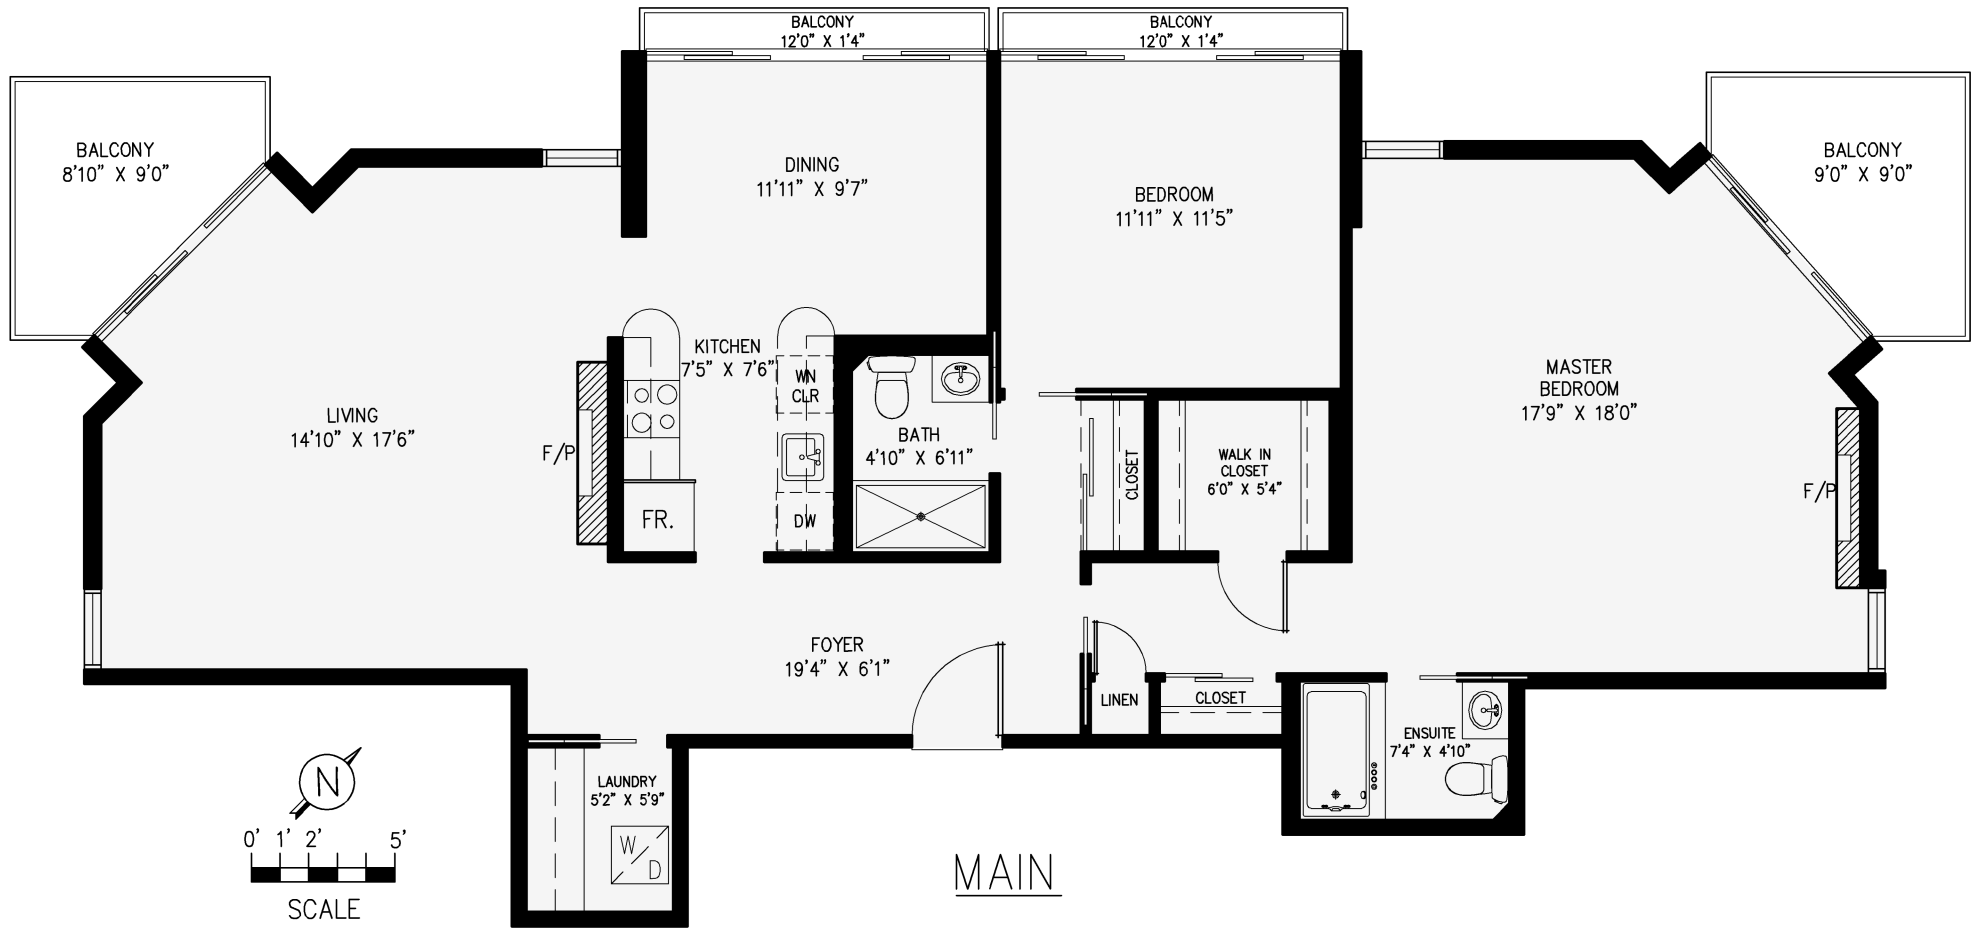 BALCONY
12'0" X 1'4"
BALCONY
12'0" X 1'4"
BALCONY
8'10" X 9'0"
DINING
11'11" X 9'7"
BEDROOM
11'11" X 11'5"
BALCONY
9'0" X 9'0"
KITCHEN
7'5" X 7'6"
WN
CLR
LIVING
14'10" X 17'6"
F/P
BATH
4'10" X 6'11"
CLOSET
WALK IN
CLOSET
6'0" X 5'4"
MASTER
BEDROOM
17'9" X 18'0"
F/P
FR.
DW
FOYER
19'4" X 6'1"
LINEN
CLOSET
ENSUITE
7'4" X 4'10"
LAUNDRY
5'2" X 5'9"
W/D
N
0' 1' 2' 5'
SCALE
MAIN